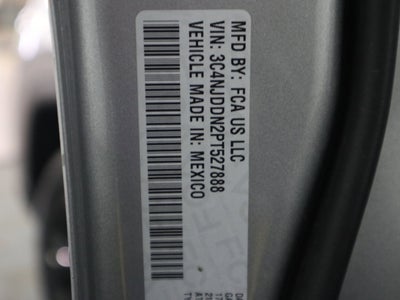 MFD BY: FCA US LLC
VIN: 3C4NJDDN2PT527888
VEHICLE MADE IN: MEXICO